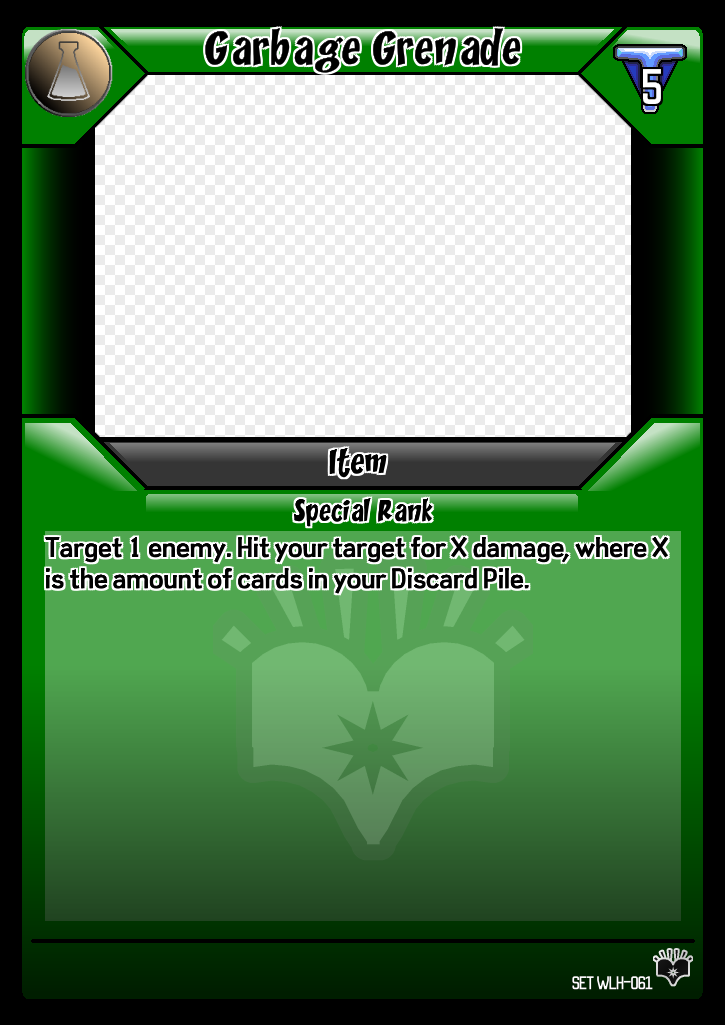 Garbage Grenade
5
Item
Special Rank
Target 1 enemy. Hit your target for X damage, where X
is the amount of cards in your Discard Pile.
SET WLH-061